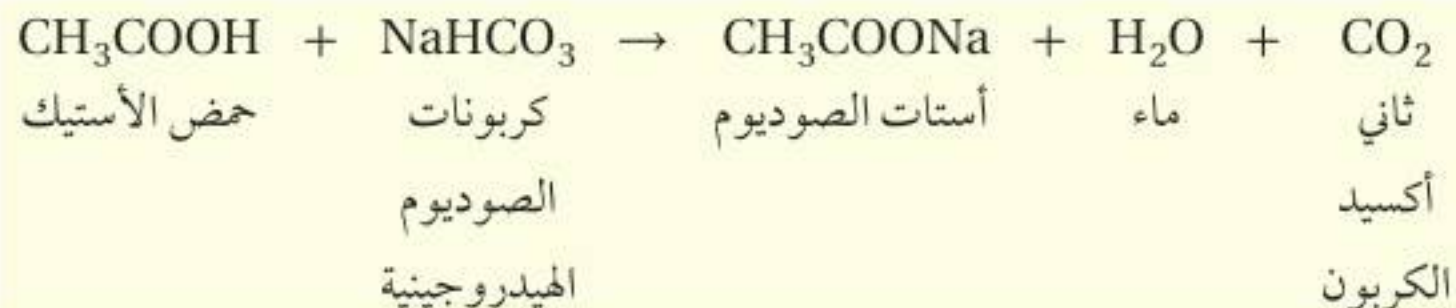 CH₃COOH + NaHCO₃ → CH₃COONa + H₂O + CO₂
حمض الأستيك كربونات أستات الصوديوم ماء ثاني
الصوديوم أكسيد
الهيدروجينية الكربون